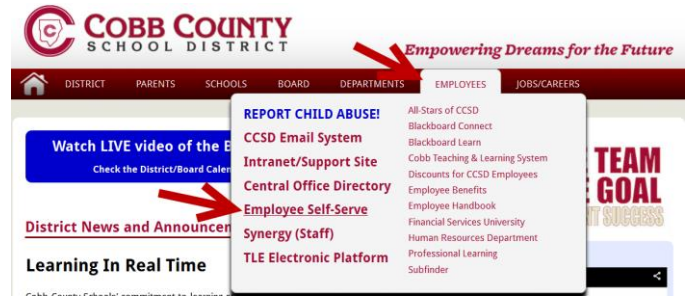 COBB COUNTY
SCHOOL DISTRICT
Empowering Dreams for the Future
DISTRICT PARENTS SCHOOLS BOARD DEPARTMENTS EMPLOYEES JOBS/CAREERS
REPORT CHILD ABUSE!
CCSD Email System
Intranet/Support Site
Central Office Directory
Employee Self-Serve
Synergy (Staff)
TLE Electronic Platform
All-Stars of CCSD
Blackboard Connect
Blackboard Learn
Cobb Teaching & Learning System
Discounts for CCSD Employees
Employee Benefits
Employee Handbook
Financial Services University
Human Resources Department
Professional Learning
Subfinder
Watch LIVE video of the B
Check the District/Board Calen
TEAM
GOAL
SUCCESS
District News and Announcem
Learning In Real Time